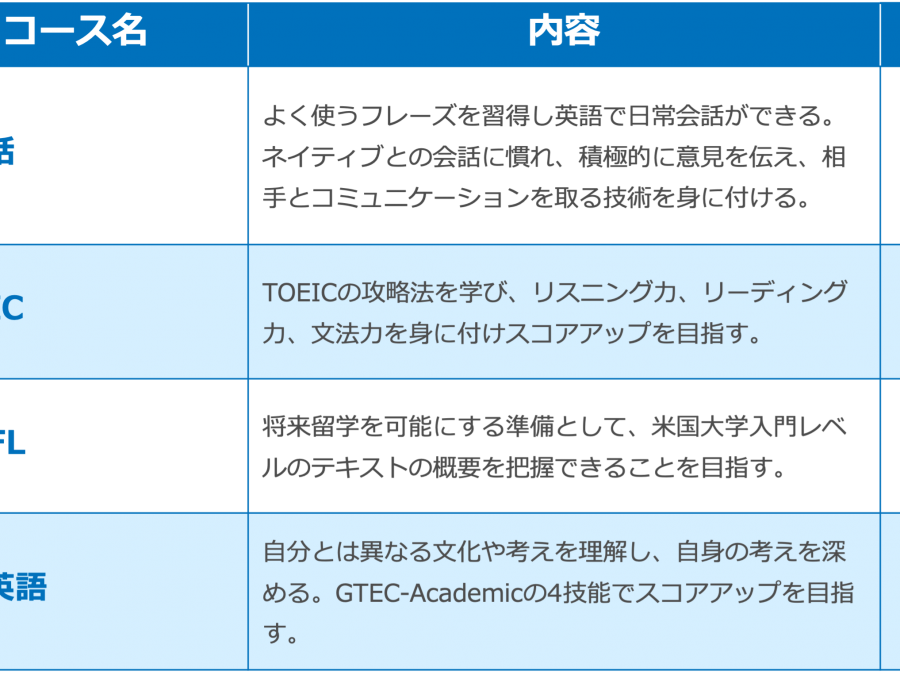 コース名
内容
話
よく使うフレーズを習得し英語で日常会話ができる。
ネイティブとの会話に慣れ、積極的に意見を伝え、相
手とコミュニケーションを取る技術を身に付ける。
IC
TOEICの攻略法を学び、リスニング力、リーディング
力、文法力を身に付けスコアアップを目指す。
FL
将来留学を可能にする準備として、米国大学入門レベ
ルのテキストの概要を把握できることを目指す。
英語
自分とは異なる文化や考えを理解し、自身の考えを深
める。GTEC-Academicの4技能でスコアアップを目指
す。